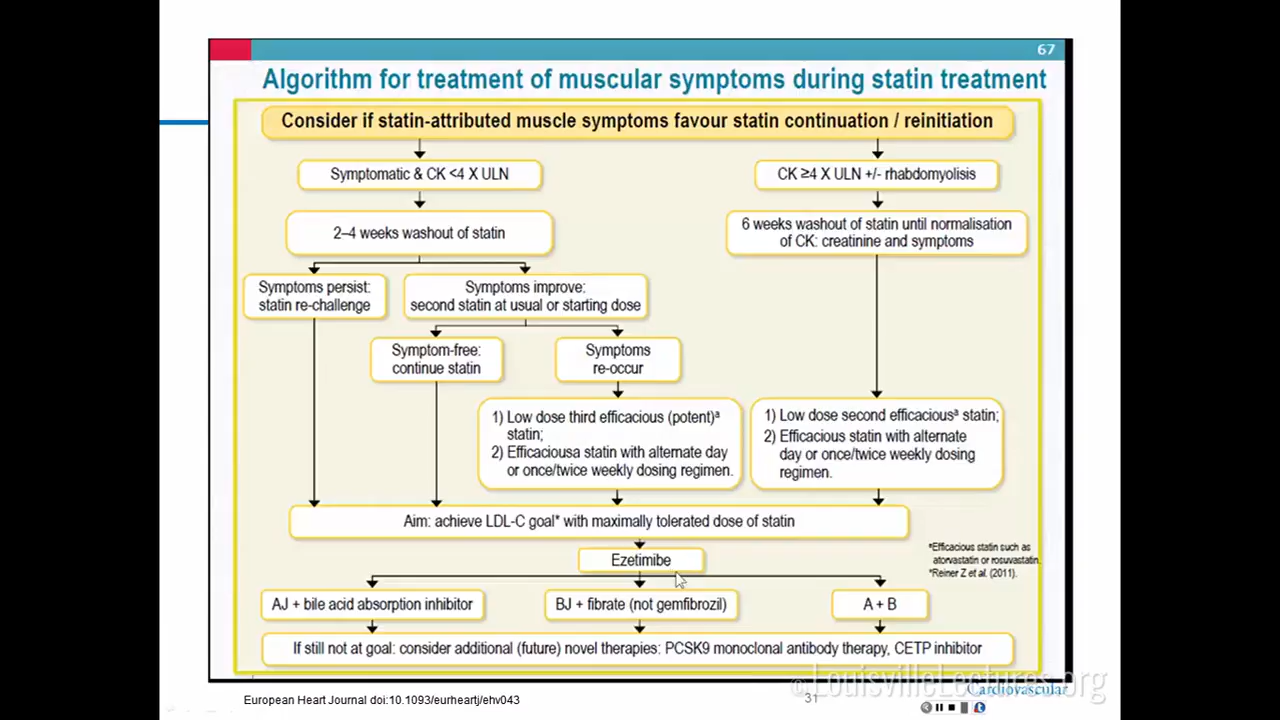 67
Algorithm for treatment of muscular symptoms during statin treatment
Consider if statin-attributed muscle symptoms favour statin continuation / reinitiation
Symptomatic & CK <4 X ULN
CK ≥4 X ULN +/- rhabdomyolisis
2–4 weeks washout of statin
6 weeks washout of statin until normalisation
of CK: creatinine and symptoms
Symptoms persist:
statin re-challenge
Symptoms improve:
second statin at usual or starting dose
Symptom-free:
continue statin
Symptoms
re-occur
1) Low dose third efficacious (potent)ª
statin;
2) Efficaciousa statin with alternate day
or once/twice weekly dosing regimen.
1) Low dose second efficaciousª statin;
2) Efficacious statin with alternate
day or once/twice weekly dosing
regimen.
Aim: achieve LDL-C goal* with maximally tolerated dose of statin
Ezetimibe
ªEfficacious statin such as
atorvastatin or rosuvastatin.
*Reiner Z et al. (2011).
AJ + bile acid absorption inhibitor
BJ + fibrate (not gemfibrozil)
A + B
If still not at goal: consider additional (future) novel therapies: PCSK9 monoclonal antibody therapy, CETP inhibitor
European Heart Journal doi:10.1093/eurheartj/ehv043
31
Cardiovascular
©LouisvilleLectures.org